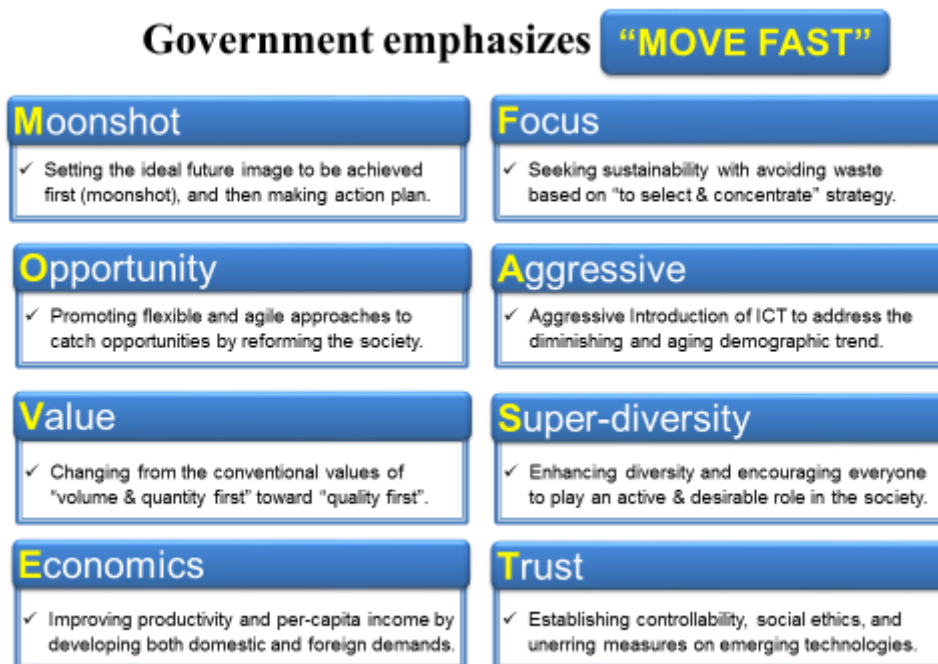 Government emphasizes “MOVE FAST”
Moonshot
✓ Setting the ideal future image to be achieved
first (moonshot), and then making action plan.
Opportunity
✓ Promoting flexible and agile approaches to
catch opportunities by reforming the society.
Value
✓ Changing from the conventional values of
“volume & quantity first” toward “quality first”.
Economics
✓ Improving productivity and per-capita income by
developing both domestic and foreign demands.
Focus
✓ Seeking sustainability with avoiding waste
based on “to select & concentrate” strategy.
Aggressive
✓ Aggressive Introduction of ICT to address the
diminishing and aging demographic trend.
Super-diversity
✓ Enhancing diversity and encouraging everyone
to play an active & desirable role in the society.
Trust
✓ Establishing controllability, social ethics, and
unerring measures on emerging technologies.